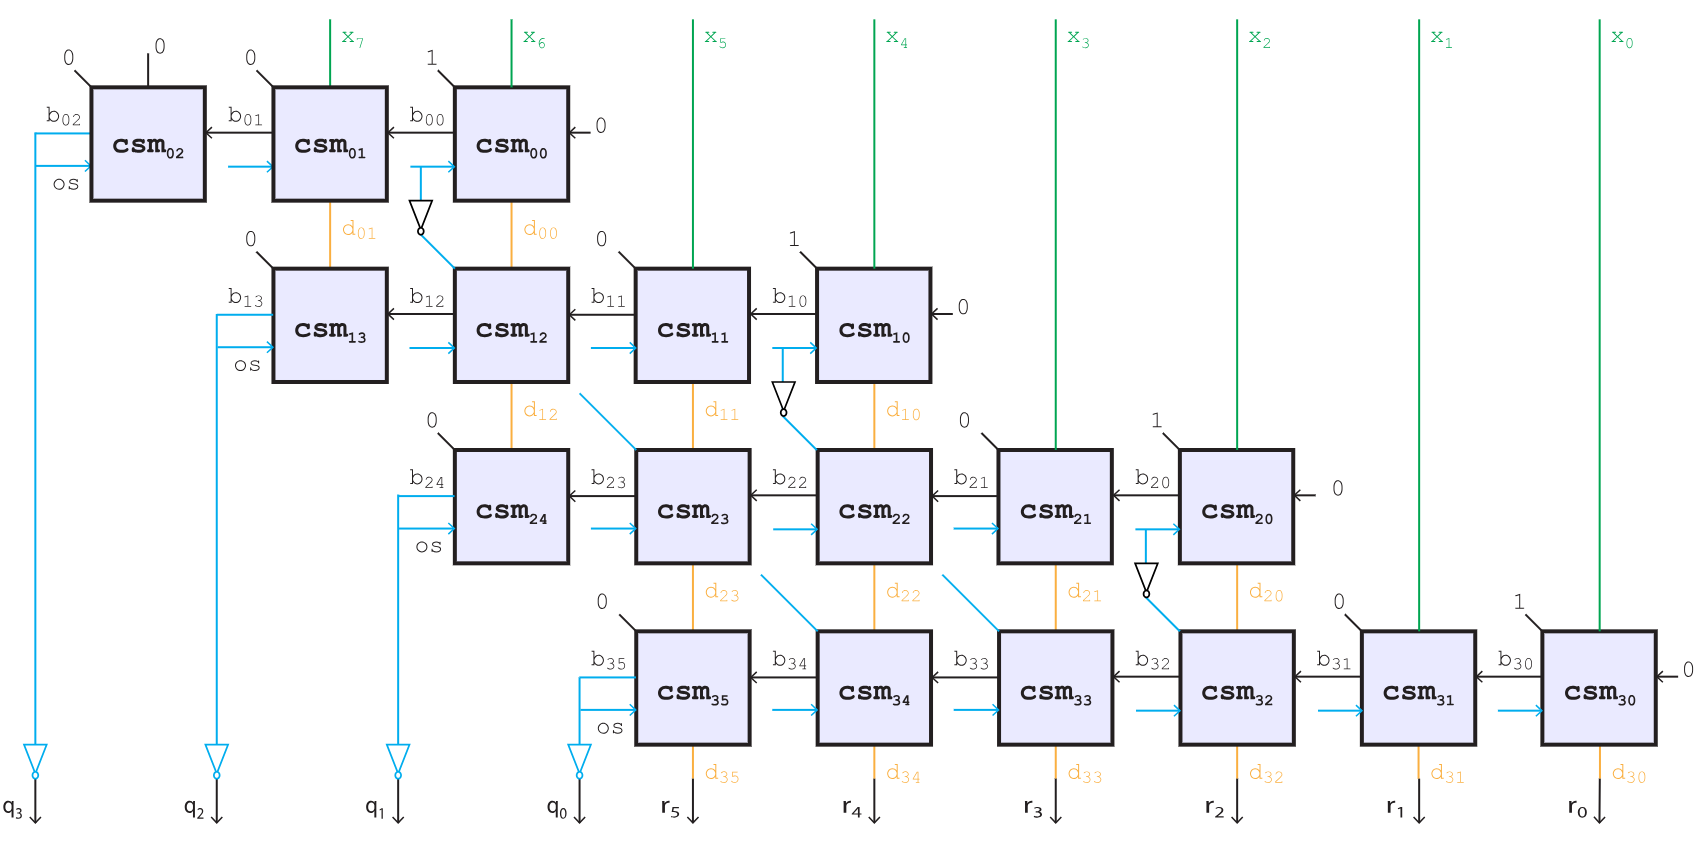 0 x₇ x₆ x₅ x₄ x₃ x₂ x₁ x₀
0 0 1
b₀₂ b₀₁ b₀₀ 0
csm₀₂ csm₀₁ csm₀₀
os
d₀₁ d₀₀
0 0 1
b₁₃ b₁₂ b₁₁ b₁₀ 0
csm₁₃ csm₁₂ csm₁₁ csm₁₀
os
d₁₂ d₁₁ d₁₀
0 0 1
b₂₄ b₂₃ b₂₂ b₂₁ b₂₀ 0
csm₂₄ csm₂₃ csm₂₂ csm₂₁ csm₂₀
os
d₂₃ d₂₂ d₂₁ d₂₀
0 0 1
b₃₅ b₃₄ b₃₃ b₃₂ b₃₁ b₃₀ 0
csm₃₅ csm₃₄ csm₃₃ csm₃₂ csm₃₁ csm₃₀
os
d₃₅ d₃₄ d₃₃ d₃₂ d₃₁ d₃₀
q₃ q₂ q₁ q₀ r₅ r₄ r₃ r₂ r₁ r₀